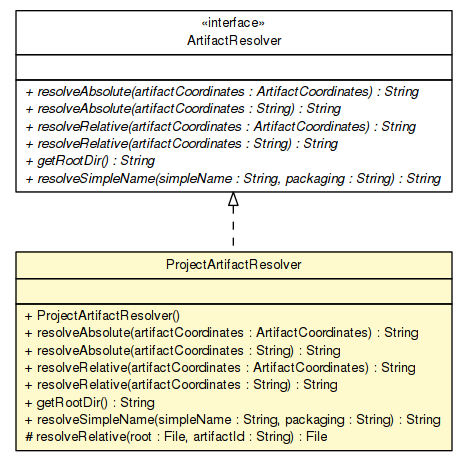 «interface»
ArtifactResolver
+ resolveAbsolute(artifactCoordinates : ArtifactCoordinates) : String
+ resolveAbsolute(artifactCoordinates : String) : String
+ resolveRelative(artifactCoordinates : ArtifactCoordinates) : String
+ resolveRelative(artifactCoordinates : String) : String
+ getRootDir() : String
+ resolveSimpleName(simpleName : String, packaging : String) : String
ProjectArtifactResolver
+ ProjectArtifactResolver()
+ resolveAbsolute(artifactCoordinates : ArtifactCoordinates) : String
+ resolveAbsolute(artifactCoordinates : String) : String
+ resolveRelative(artifactCoordinates : ArtifactCoordinates) : String
+ resolveRelative(artifactCoordinates : String) : String
+ getRootDir() : String
+ resolveSimpleName(simpleName : String, packaging : String) : String
# resolveRelative(root : File, artifactId : String) : File